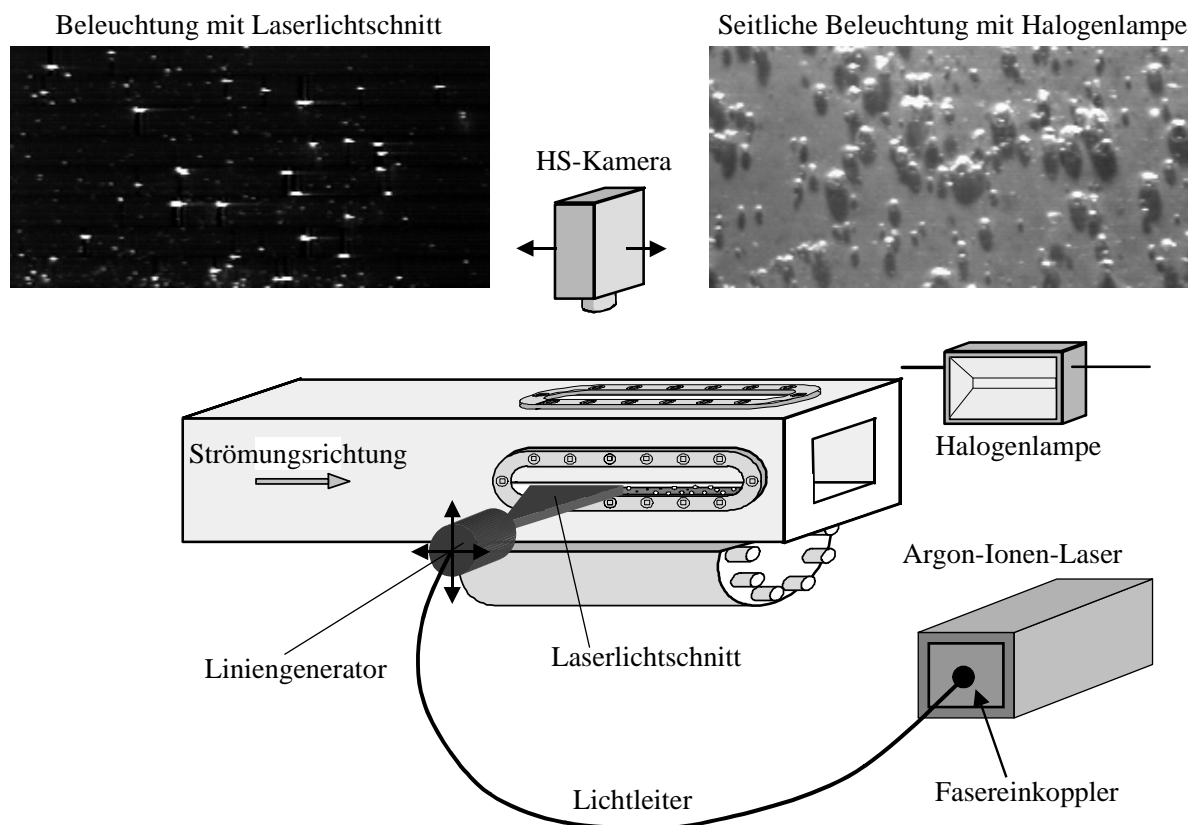 Beleuchtung mit Laserlichtschnitt
Seitliche Beleuchtung mit Halogenlampe
HS-Kamera
Halogenlampe
Strömungsrichtung
Argon-Ionen-Laser
Liniengenerator
Laserlichtschnitt
Lichtleiter
Fasereinkoppler